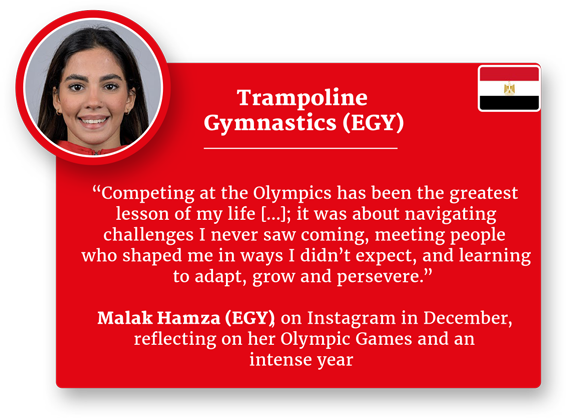 Trampoline
Gymnastics (EGY)
“Competing at the Olympics has been the greatest
lesson of my life [...]; it was about navigating
challenges I never saw coming, meeting people
who shaped me in ways I didn’t expect, and learning
to adapt, grow and persevere.”
Malak Hamza (EGY), on Instagram in December,
reflecting on her Olympic Games and an
intense year